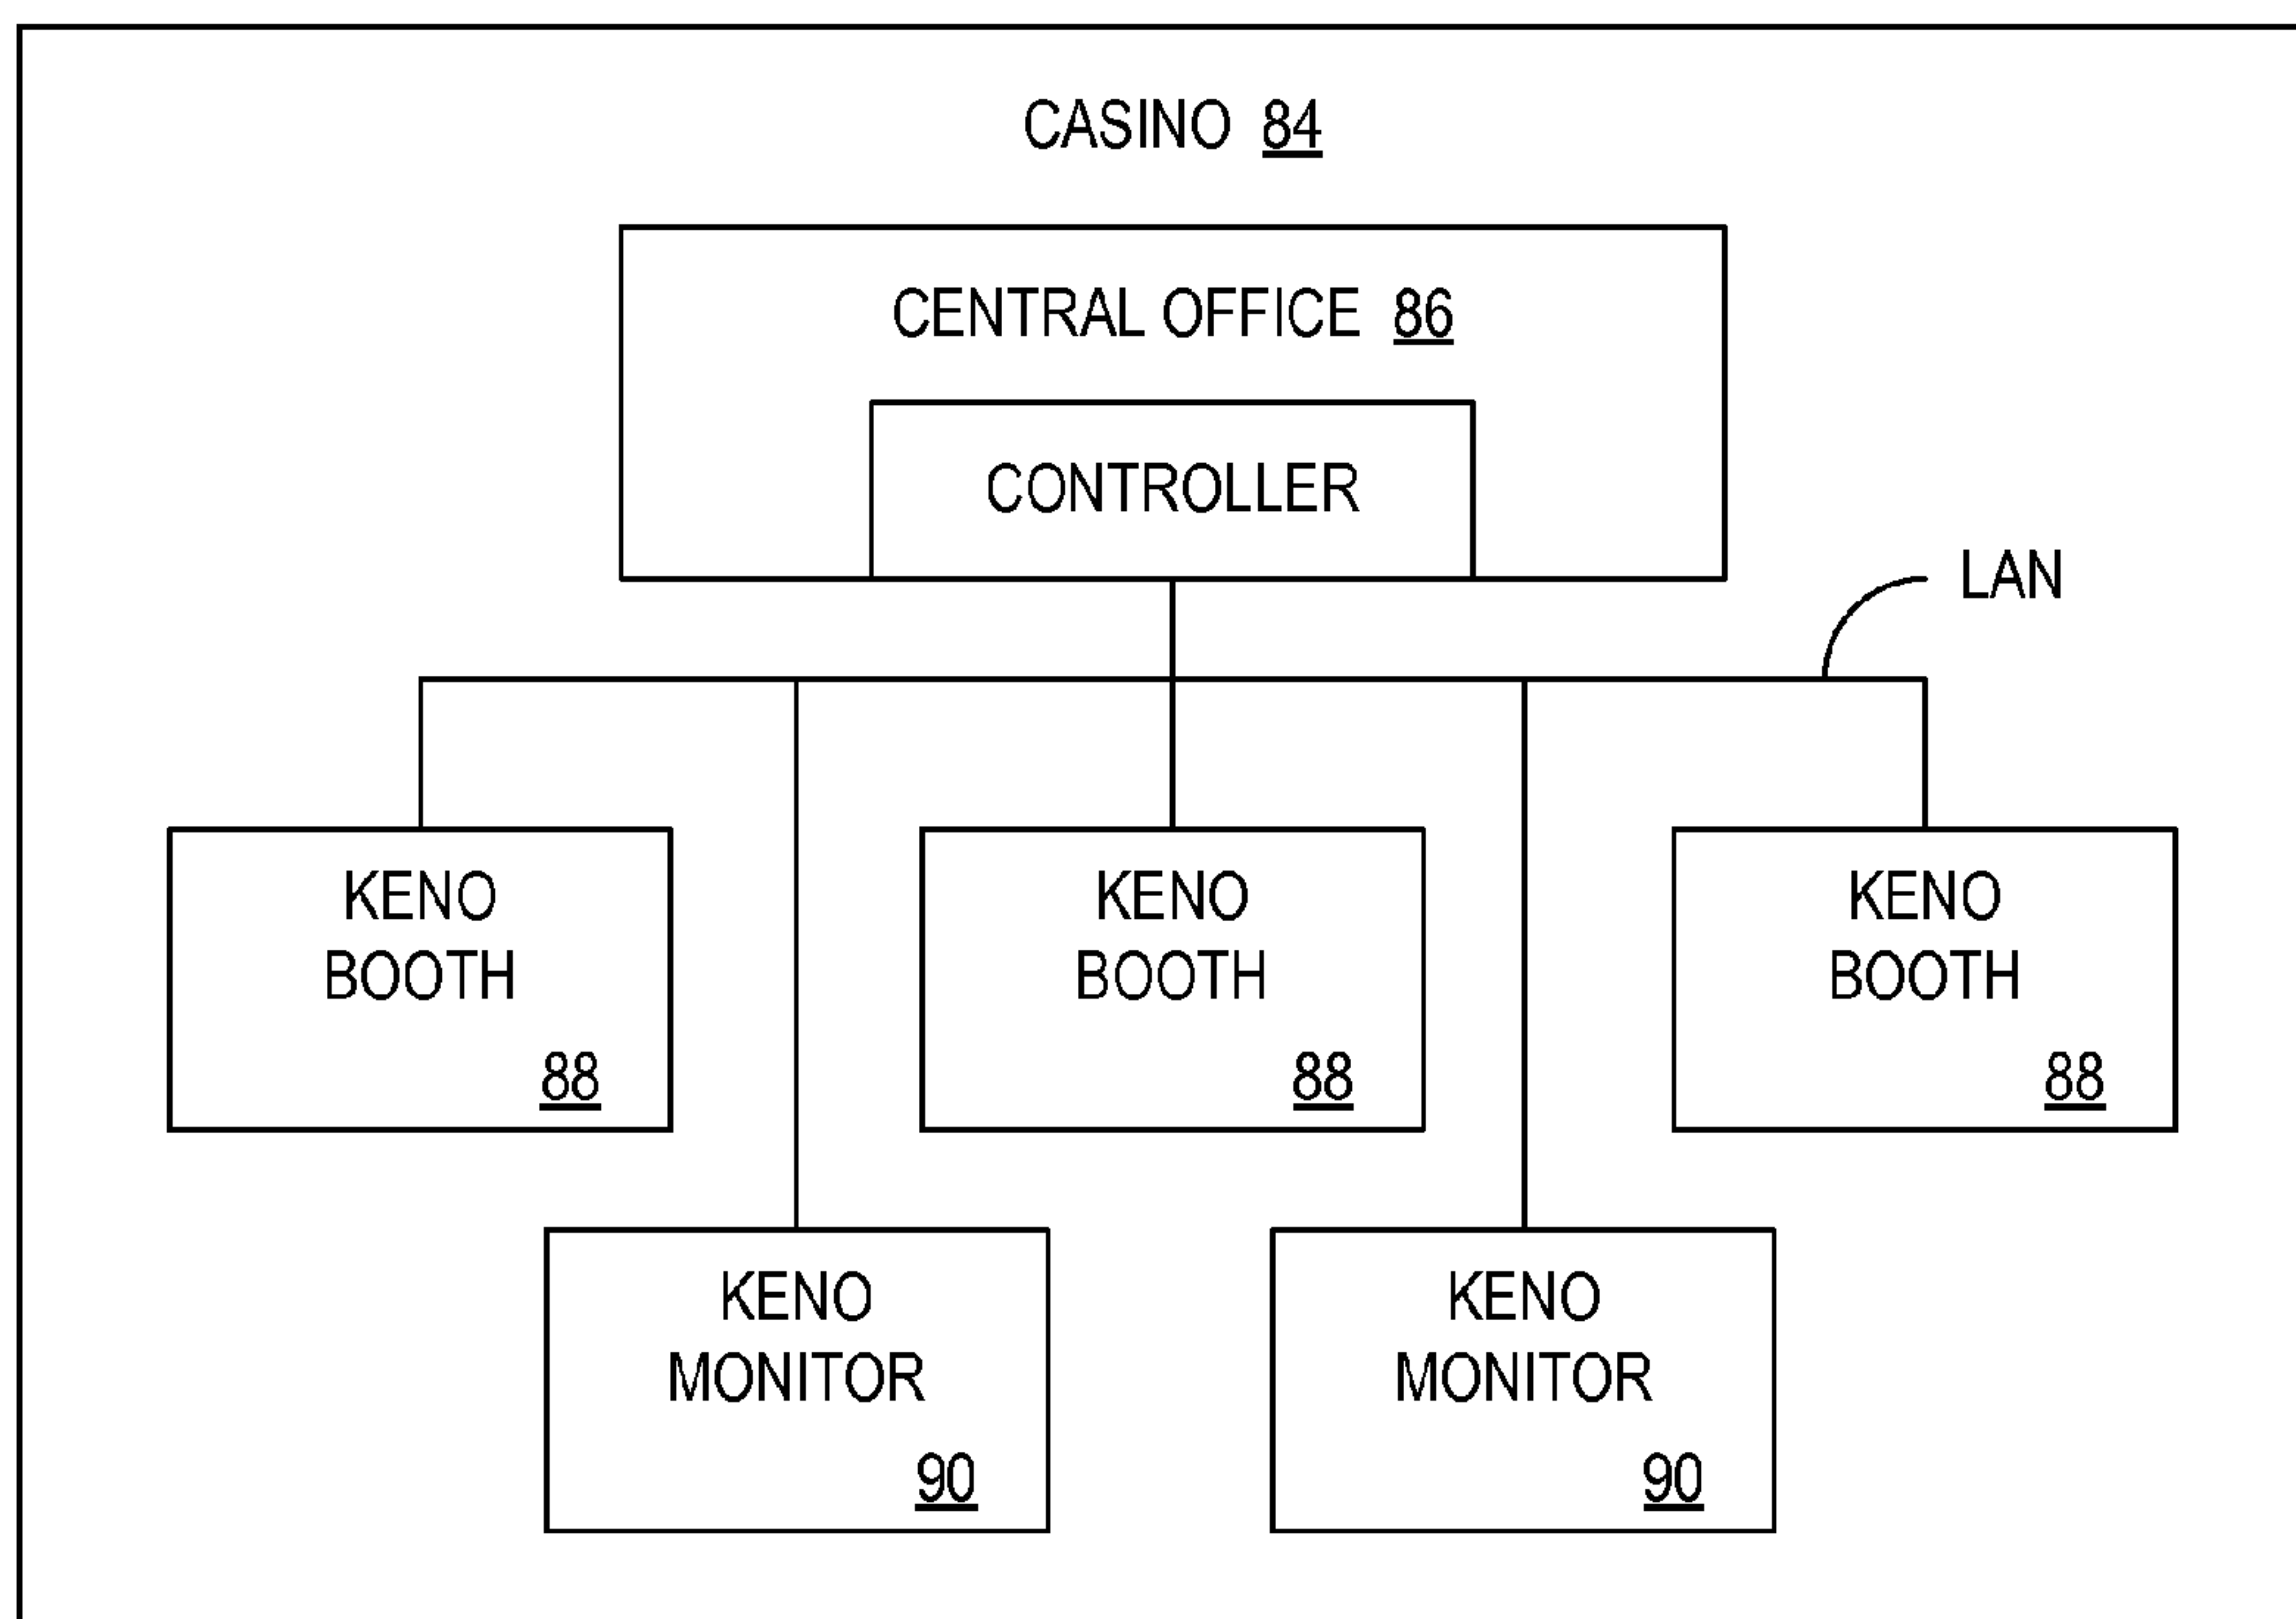 CASINO 84
CENTRAL OFFICE 86
CONTROLLER
LAN
KENO
BOOTH
88
KENO
BOOTH
88
KENO
BOOTH
88
KENO
MONITOR
90
KENO
MONITOR
90